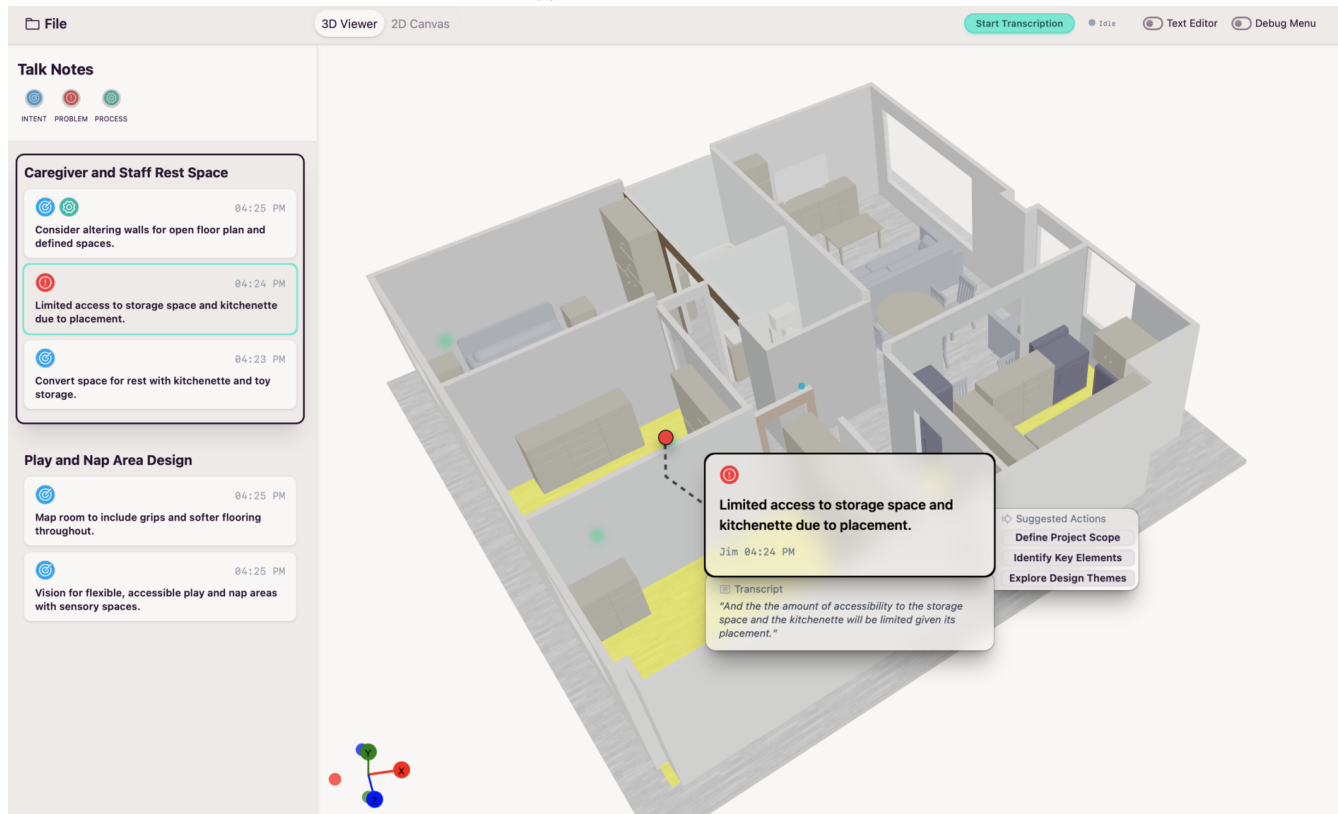 File
3D Viewer 2D Canvas
Start Transcription
Idle
Text Editor
Debug Menu
Talk Notes
INTENT PROBLEM PROCESS
Caregiver and Staff Rest Space
04:25 PM
Consider altering walls for open floor plan and
defined spaces.
04:24 PM
Limited access to storage space and kitchenette
due to placement.
04:23 PM
Convert space for rest with kitchenette and toy
storage.
Play and Nap Area Design
04:25 PM
Map room to include grips and softer flooring
throughout.
04:25 PM
Vision for flexible, accessible play and nap areas
with sensory spaces.
Limited access to storage space and
kitchenette due to placement.
Jim 04:24 PM
Transcript
"And the the amount of accessibility to the storage
space and the kitchenette will be limited given its
placement."
Suggested Actions
Define Project Scope
Identify Key Elements
Explore Design Themes
Y
X
Z